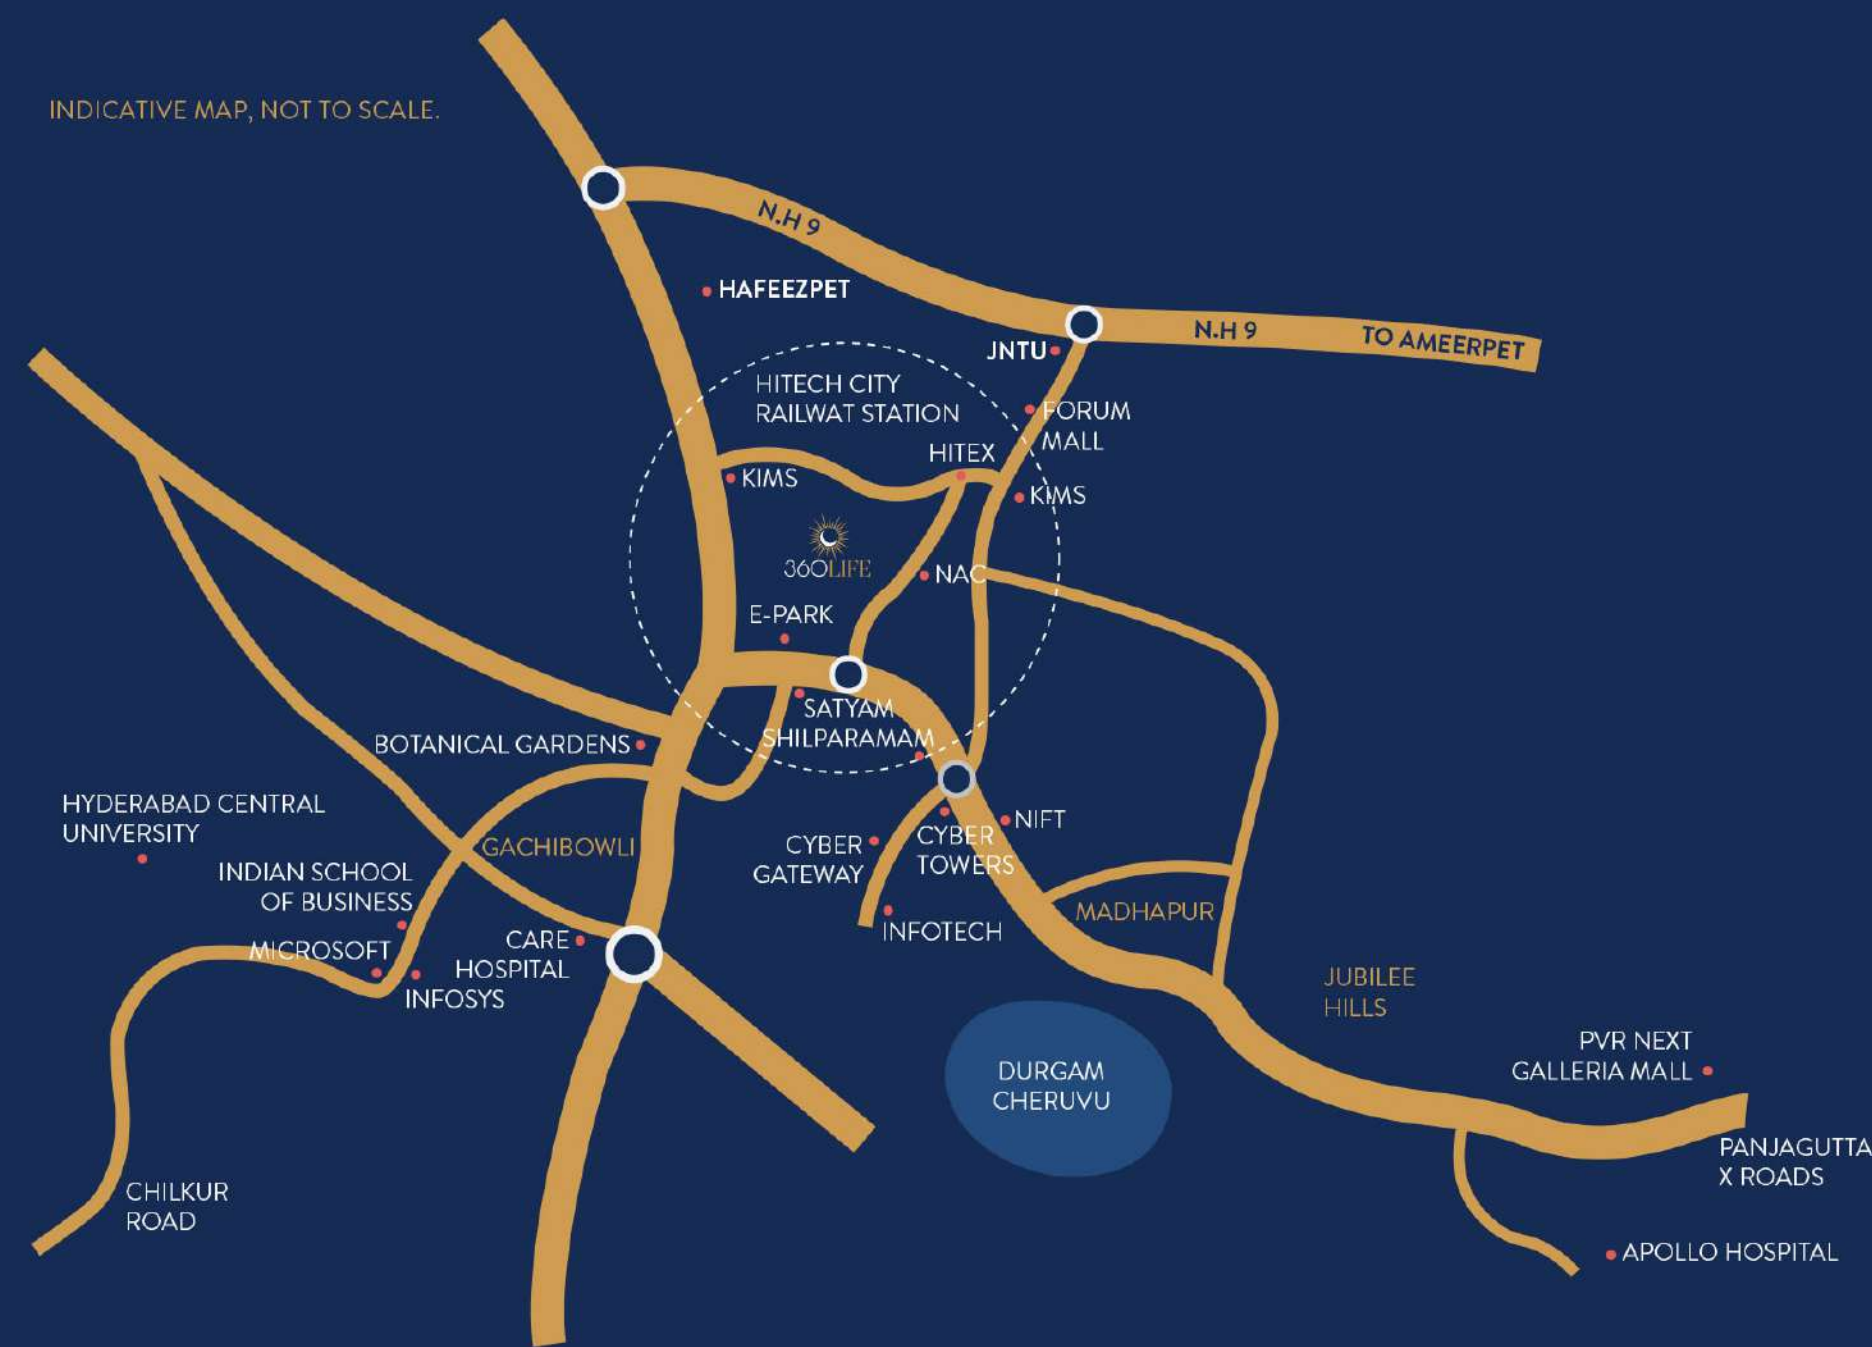 INDICATIVE MAP, NOT TO SCALE.
N.H 9
HAFEEZPET
N.H 9
TO AMEERPET
JNTU
HITECH CITY
RAILWAT STATION
FORUM
MALL
HITEX
KIMS
KIMS
360LIFE
NAC
E-PARK
SATYAM
SHILPARAMAM
BOTANICAL GARDENS
HYDERABAD CENTRAL
UNIVERSITY
GACHIBOWLI
INDIAN SCHOOL
OF BUSINESS
MICROSOFT
INFOSYS
CARE
HOSPITAL
CYBER
GATEWAY
CYBER
TOWERS
NIFT
INFOTECH
MADHAPUR
JUBILEE
HILLS
DURGAM
CHERUVU
PVR NEXT
GALLERIA MALL
PANJAGUTTA
X ROADS
CHILKUR
ROAD
APOLLO HOSPITAL